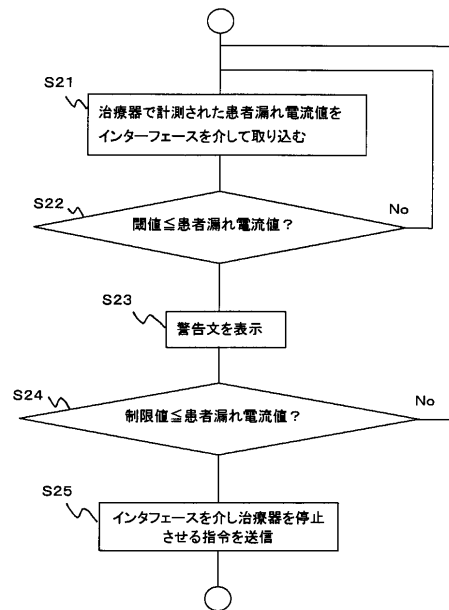 S21
治療器で計測された患者漏れ電流値を
インターフェースを介して取り込む
S22
閾値≦患者漏れ電流値?
No
S23
警告文を表示
S24
制限値≦患者漏れ電流値?
No
S25
インタフェースを介し治療器を停止
させる指令を送信